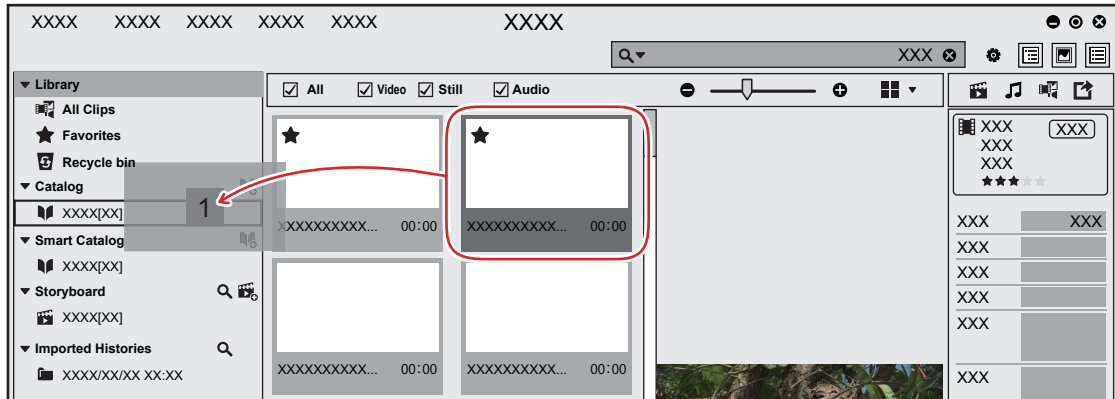 XXXX XXXX XXXX XXXX XXXX XXXX
XXX
Library
All Clips
Favorites
Recycle bin
Catalog
XXXX[XX]
Smart Catalog
XXXX[XX]
Storyboard
XXXX[XX]
Imported Histories
XXXX/XX/XX XX:XX
All Video Still Audio
1
XXXXXXXXXX... 00:00 XXXXXXXXXX... 00:00
XXXXXXXXXX... 00:00 XXXXXXXXXX... 00:00
XXX XXX
XXX
XXX
XXX XXX
XXX
XXX
XXX
XXX
XXX